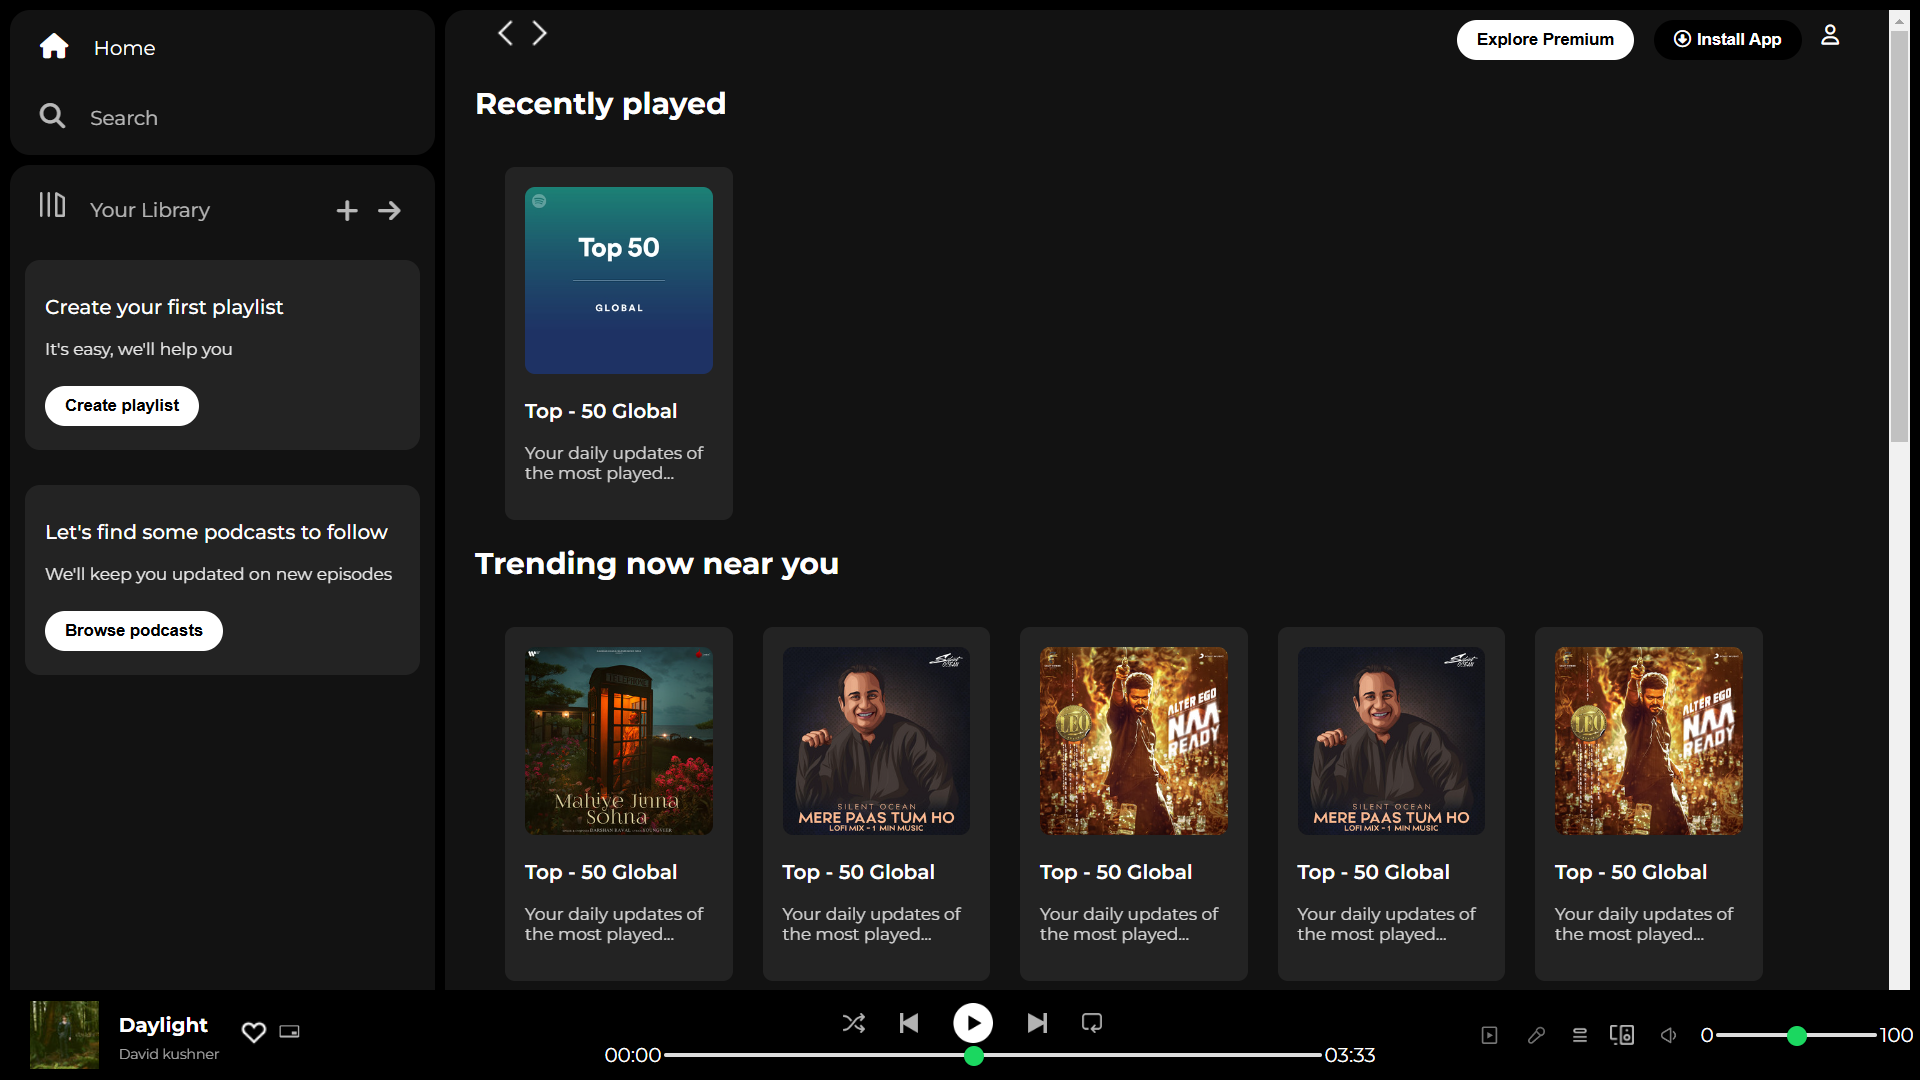 Home
Search
Your Library
Create your first playlist
It's easy, we'll help you
Create playlist
Let's find some podcasts to follow
We'll keep you updated on new episodes
Browse podcasts
Explore Premium
Install App
Recently played
Top 50
GLOBAL
Top - 50 Global
Your daily updates of
the most played...
Trending now near you
TELEPHONE
Mahiye Jinna
Sohna
DARSHAN RAVAL
Top - 50 Global
Your daily updates of
the most played...
Silent
OCEAN
SILENT OCEAN
MERE PAAS TUM HO
LOFI MIX - 1 MIN MUSIC
Top - 50 Global
Your daily updates of
the most played...
LEO
ALTER EGO
NAA
READY
Top - 50 Global
Your daily updates of
the most played...
Silent
OCEAN
SILENT OCEAN
MERE PAAS TUM HO
LOFI MIX - 1 MIN MUSIC
Top - 50 Global
Your daily updates of
the most played...
LEO
ALTER EGO
NAA
READY
Top - 50 Global
Your daily updates of
the most played...
Daylight
David kushner
00:00
03:33
0
100